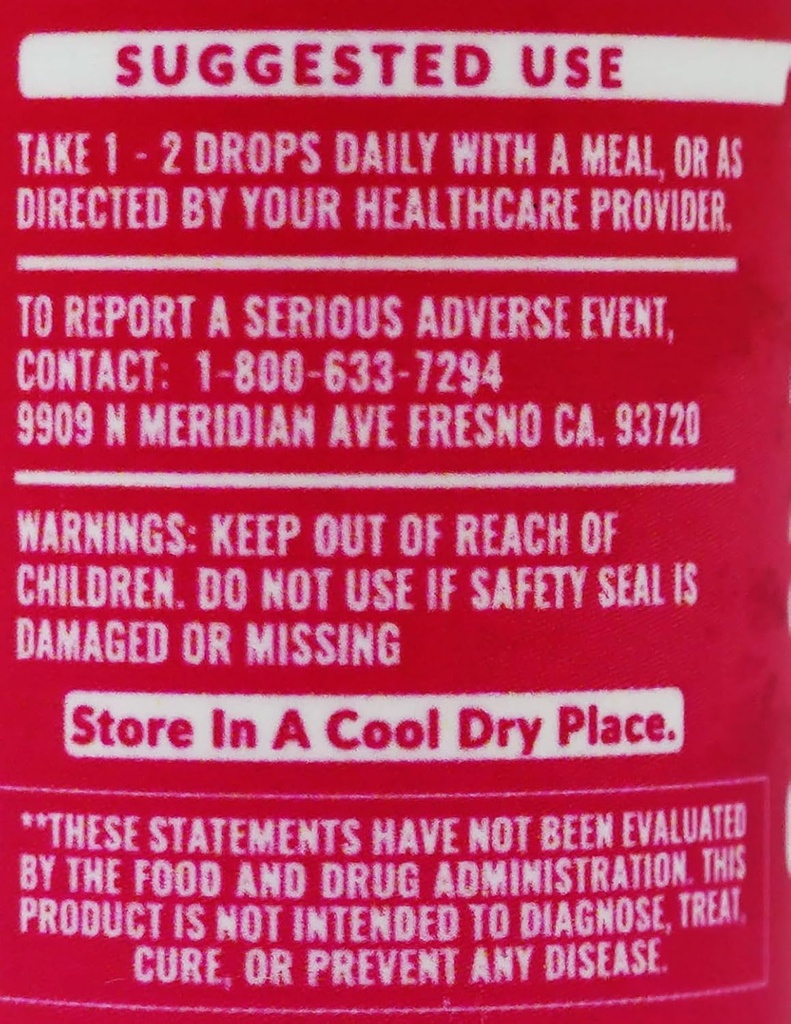 SUGGESTED USE
TAKE 1 - 2 DROPS DAILY WITH A MEAL, OR AS
DIRECTED BY YOUR HEALTHCARE PROVIDER.
TO REPORT A SERIOUS ADVERSE EVENT,
CONTACT: 1-800-633-7294
9909 N MERIDIAN AVE FRESNO CA. 93720
WARNINGS: KEEP OUT OF REACH OF
CHILDREN. DO NOT USE IF SAFETY SEAL IS
DAMAGED OR MISSING
Store In A Cool Dry Place.
**THESE STATEMENTS HAVE NOT BEEN EVALUATED
BY THE FOOD AND DRUG ADMINISTRATION. THIS
PRODUCT IS NOT INTENDED TO DIAGNOSE, TREAT,
CURE, OR PREVENT ANY DISEASE.